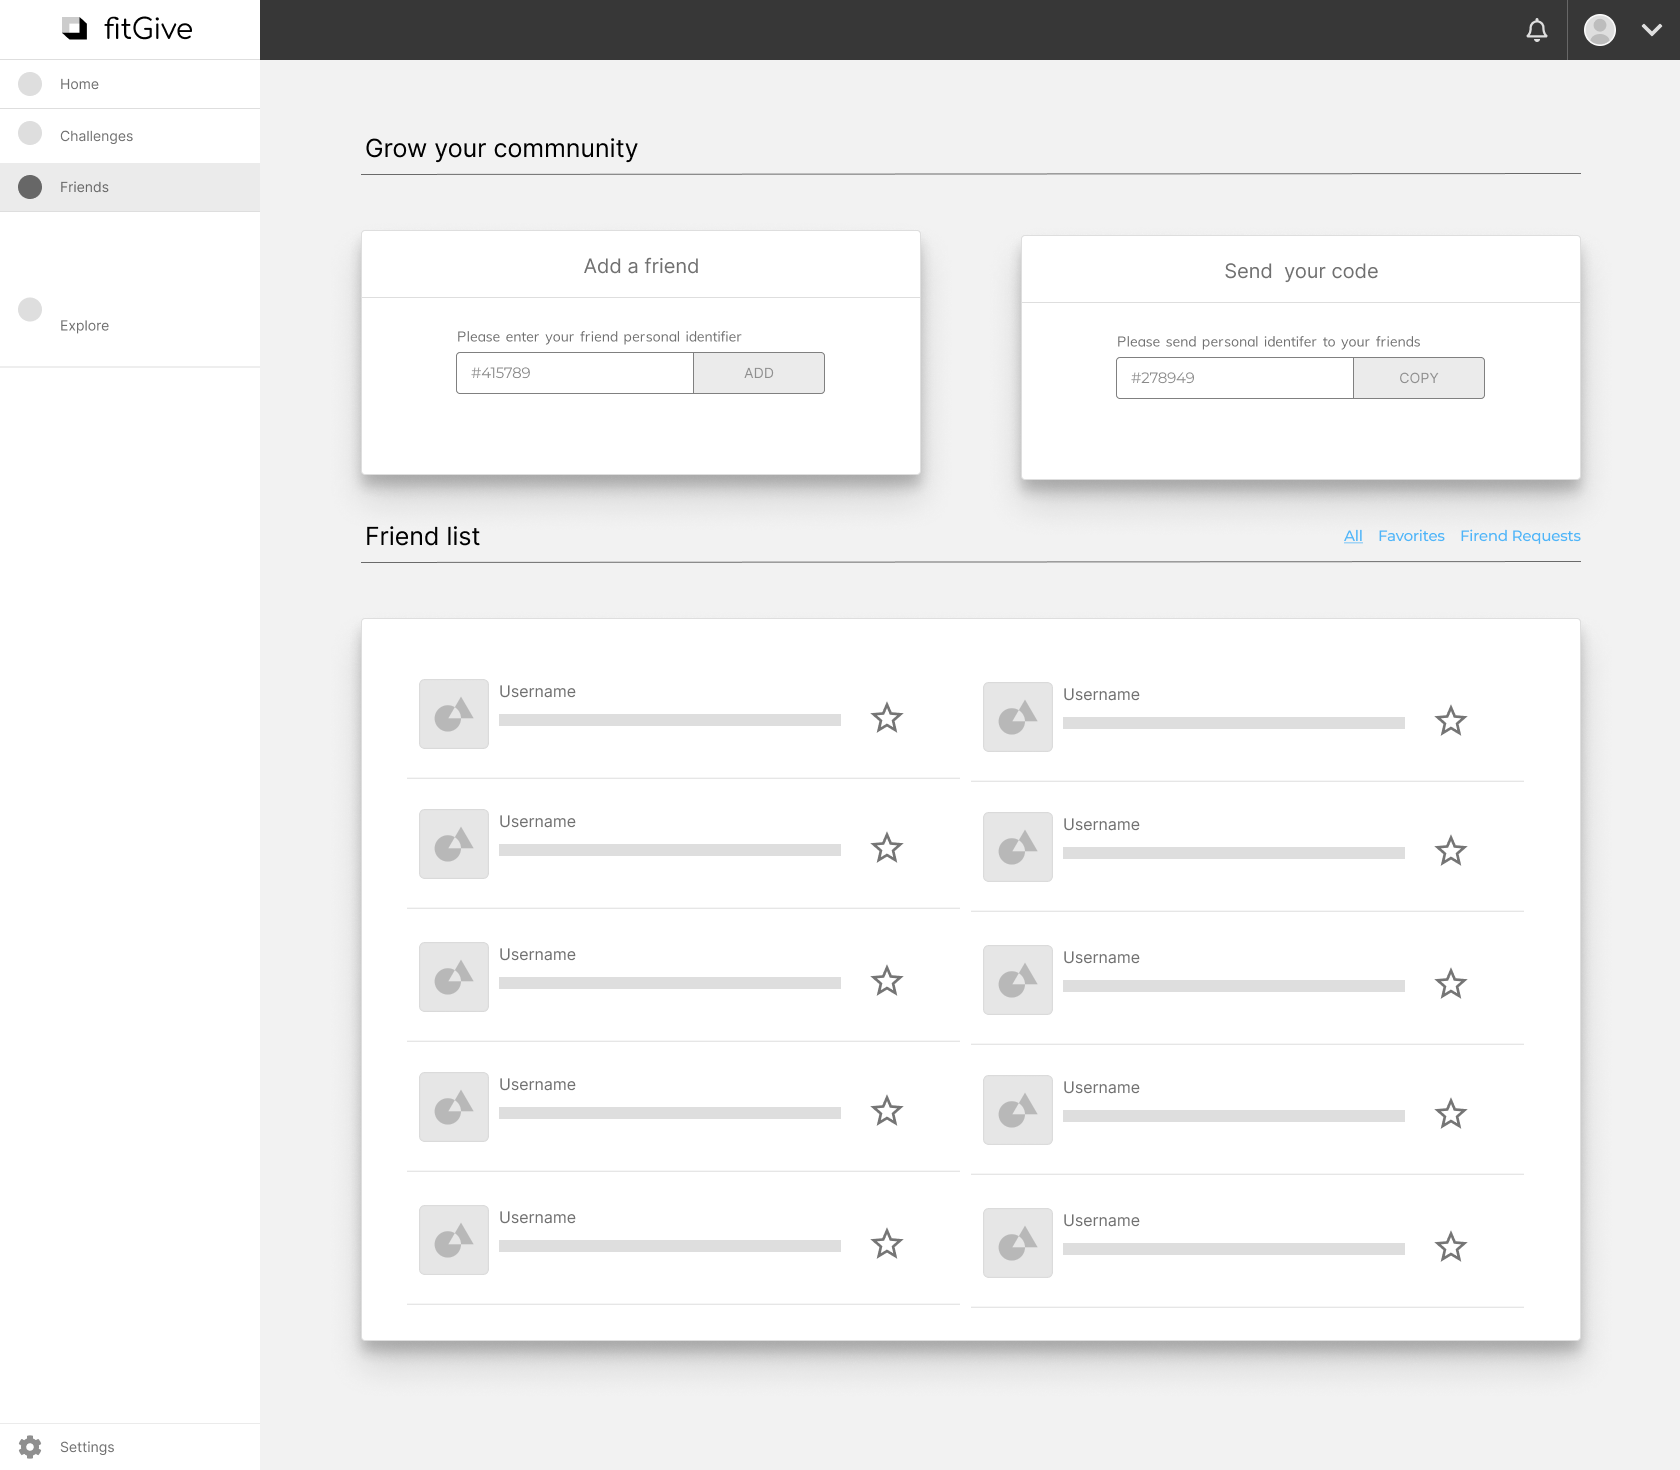 fitGive
Home
Challenges
Friends
Explore
Settings
Grow your commnunity
Add a friend
Please enter your friend personal identifier
#415789 ADD
Send your code
Please send personal identifer to your friends
#278949 COPY
Friend list
All Favorites Firend Requests
Username
Username
Username
Username
Username
Username
Username
Username
Username
Username